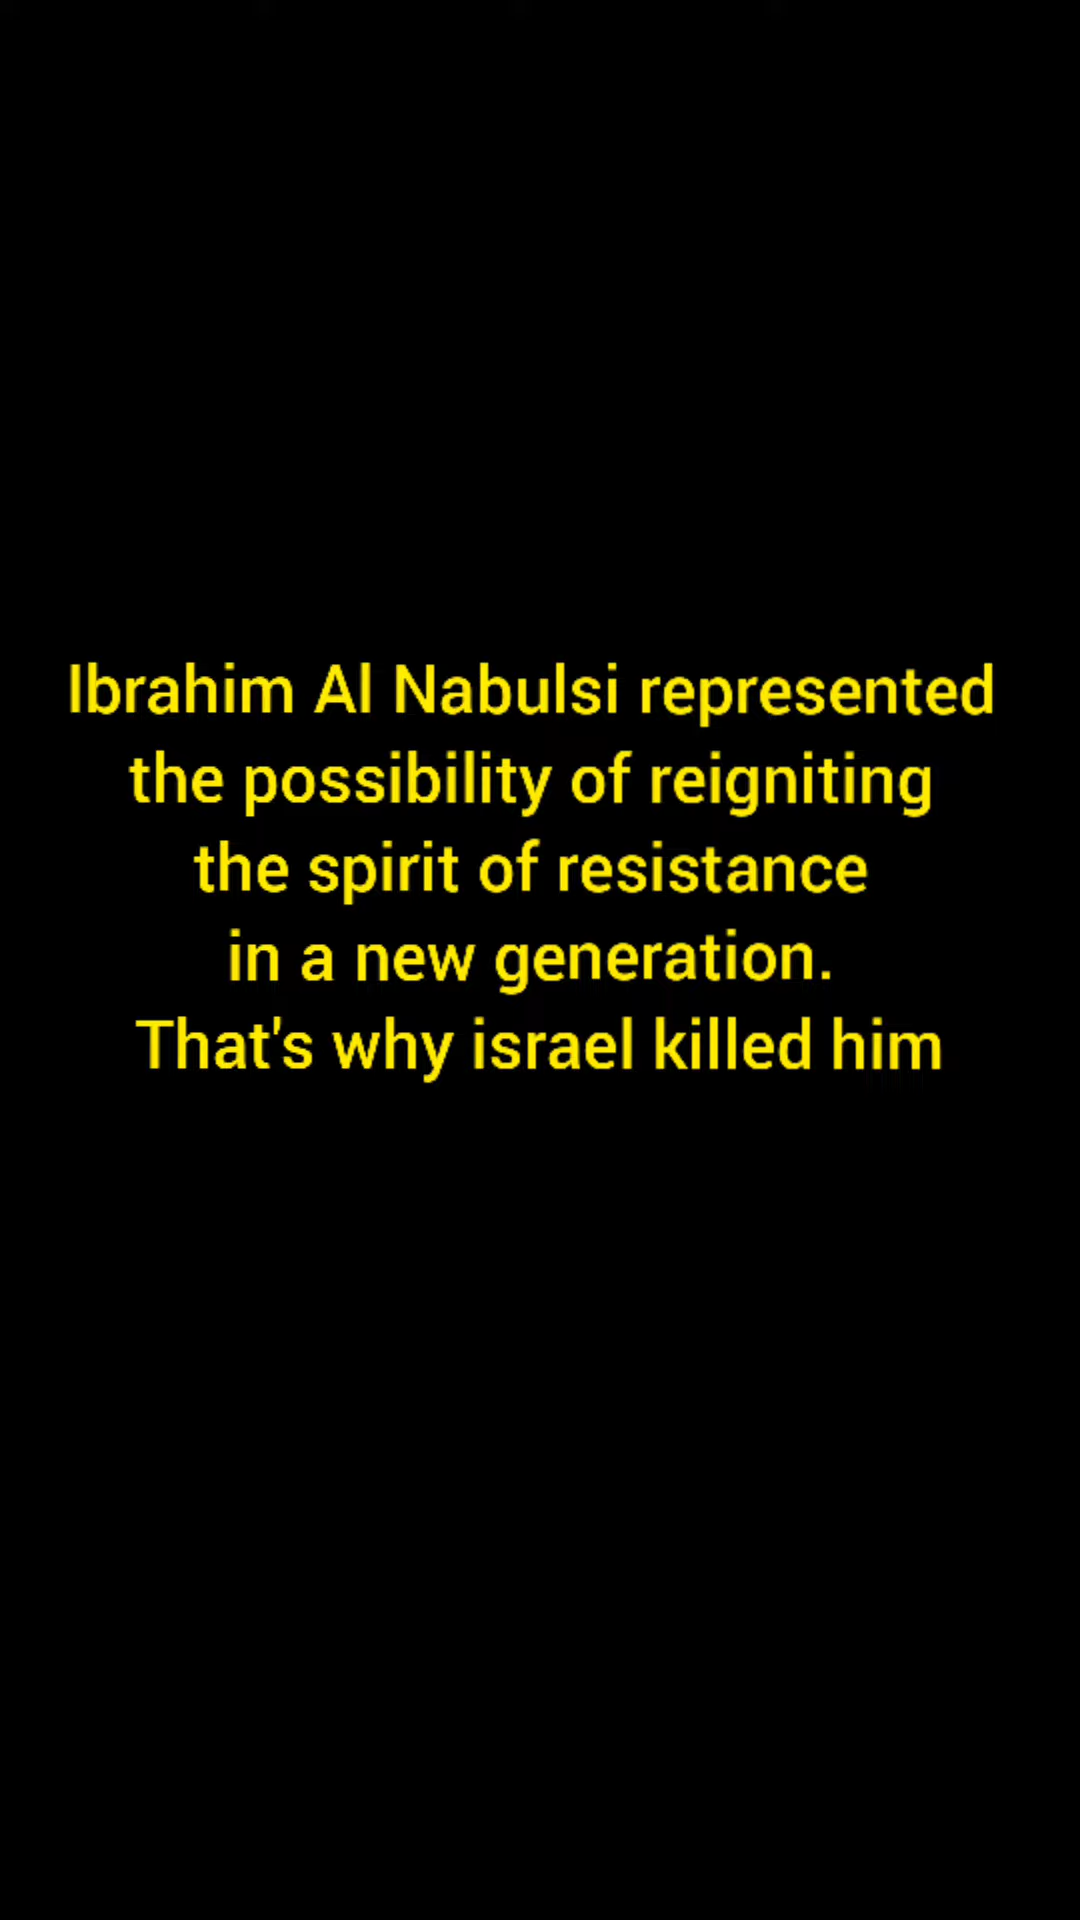 Ibrahim Al Nabulsi represented
the possibility of reigniting
the spirit of resistance
in a new generation.
That's why israel killed him